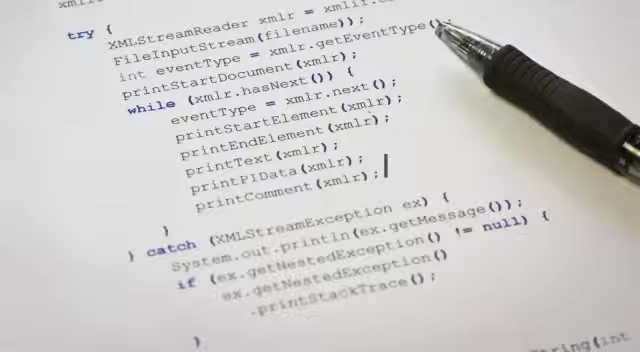 try {
XMLStreamReader xmlr =
FileInputStream(filename));
int eventType = xmlr.getEventType();
printStartDocument(xmlr);
while (xmlr.hasNext()) {
eventType = xmlr.next();
printStartElement(xmlr);
printEndElement(xmlr);
printText(xmlr);
printPIData(xmlr);
printComment(xmlr);
}
} catch (XMLStreamException ex) {
System.out.println(ex.getMessage());
if (ex.getNestedException() != null) {
ex.getNestedException()
.printStackTrace();
}
(int